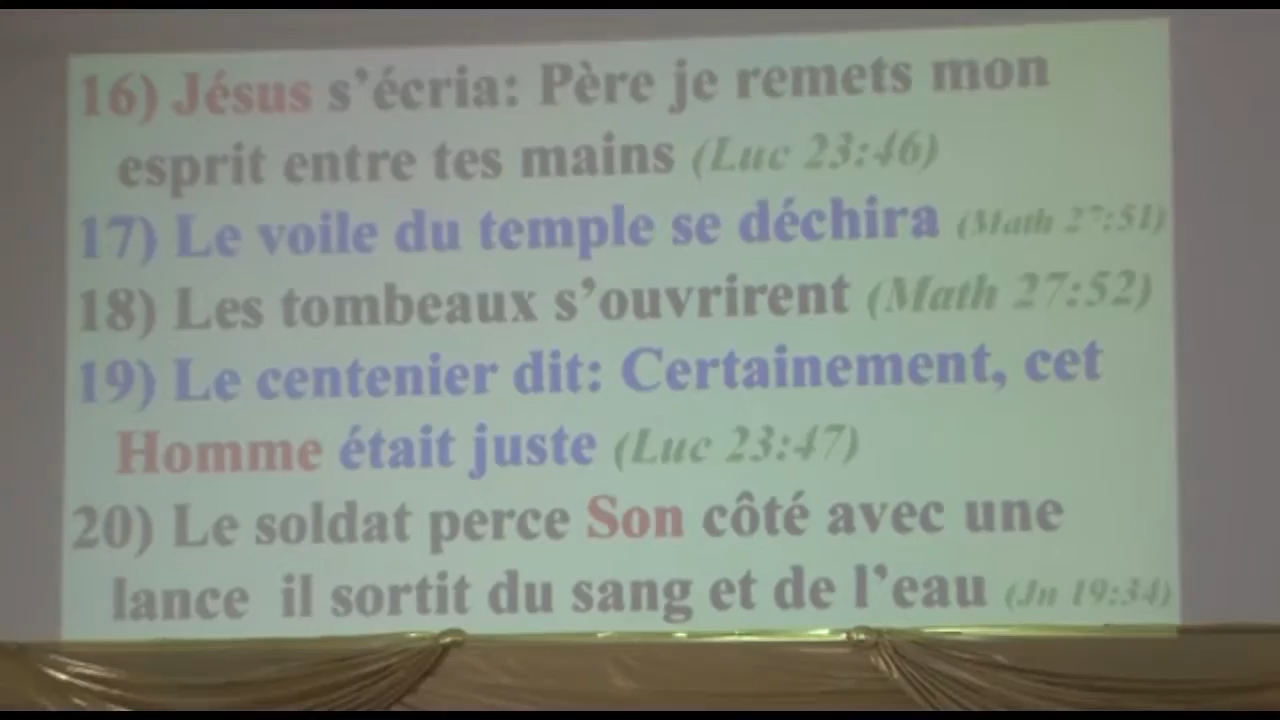 16) Jésus s’écria: Père je remets mon
esprit entre tes mains (Luc 23:46)
17) Le voile du temple se déchira (Math 27:51)
18) Les tombeaux s’ouvrirent (Math 27:52)
19) Le centenier dit: Certainement, cet
Homme était juste (Luc 23:47)
20) Le soldat perce Son côté avec une
lance il sortit du sang et de l’eau (Jn 19:34)